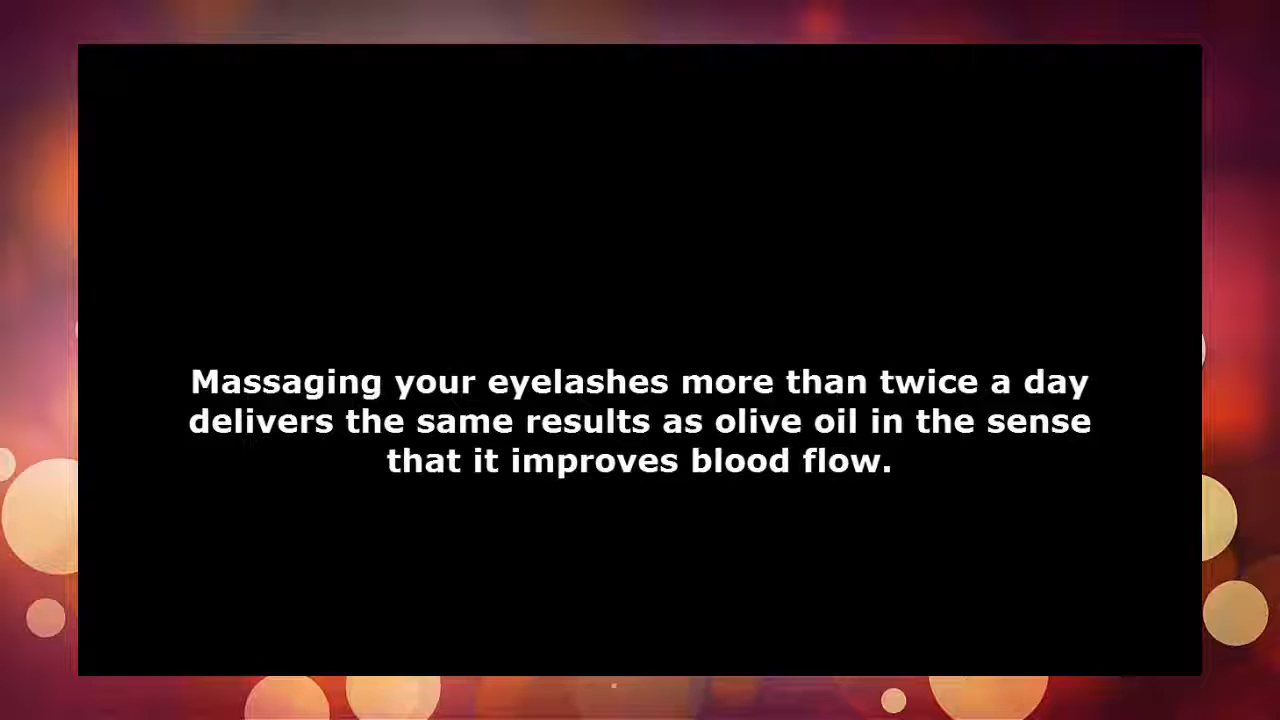 Massaging your eyelashes more than twice a day
delivers the same results as olive oil in the sense
that it improves blood flow.